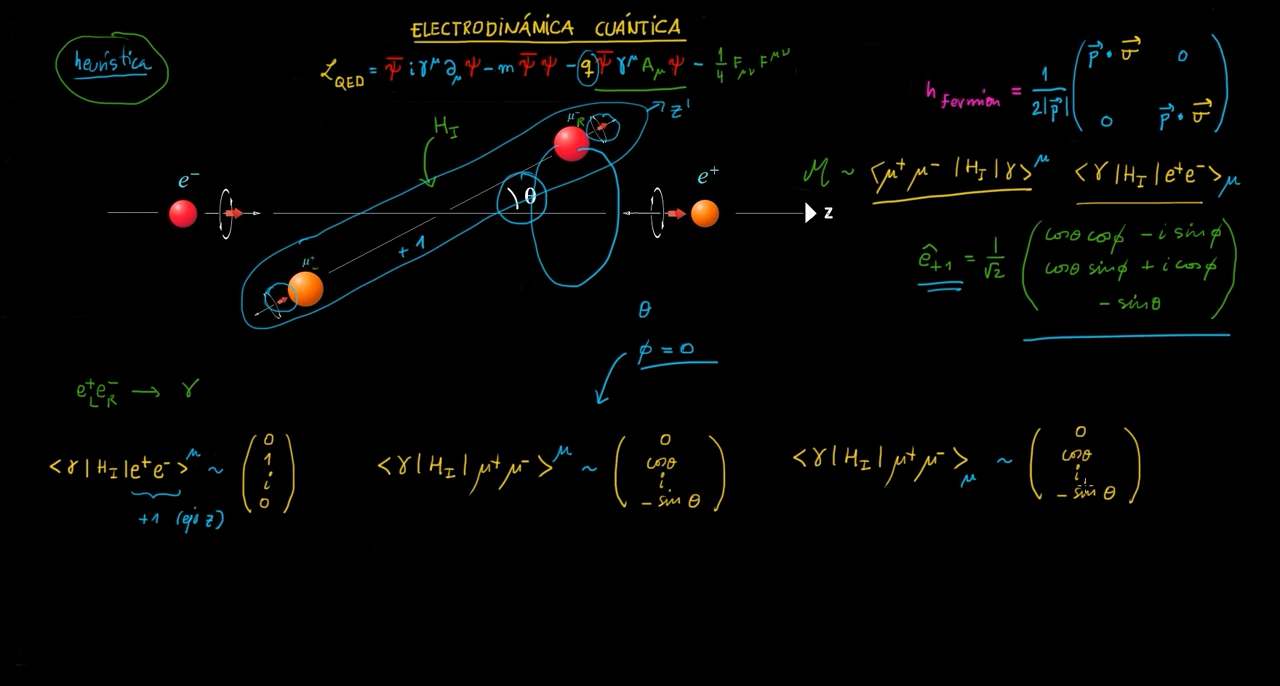 ELECTRODINÁMICA CUÁNTICA
heurística
ℒ_QED = Ψ̄ iγ^μ ∂_μ Ψ - m Ψ̄ Ψ - q Ψ̄ γ^μ A_μ Ψ - 1/4 F_μν F^μν
h_fermion = 1/(2|p⃗|) ( p⃗·σ⃗ 0
0 p⃗·σ⃗ )
H_I
μ^-_R
z'
ℳ ~ <μ⁺ μ⁻ |H_I|γ>^μ <γ|H_I|e⁺e⁻>_μ
e⁻
θ
e⁺
z
+1
μ^+_L
ê_{+1} = 1/√2 ( cosθ cosϕ - i sinϕ
cosθ sinϕ + i cosϕ
- sinθ )
θ
ϕ = 0
e^+_L e^-_R → γ
<γ|H_I|e⁺e⁻>^μ ~ ( 0 1 i 0 )
+1 (eje z)
<γ|H_I|μ⁺μ⁻>^μ ~ ( 0 cosθ i - sin θ )
<γ|H_I|μ⁺μ⁻>_μ ~ ( 0 cosθ i - sin θ )